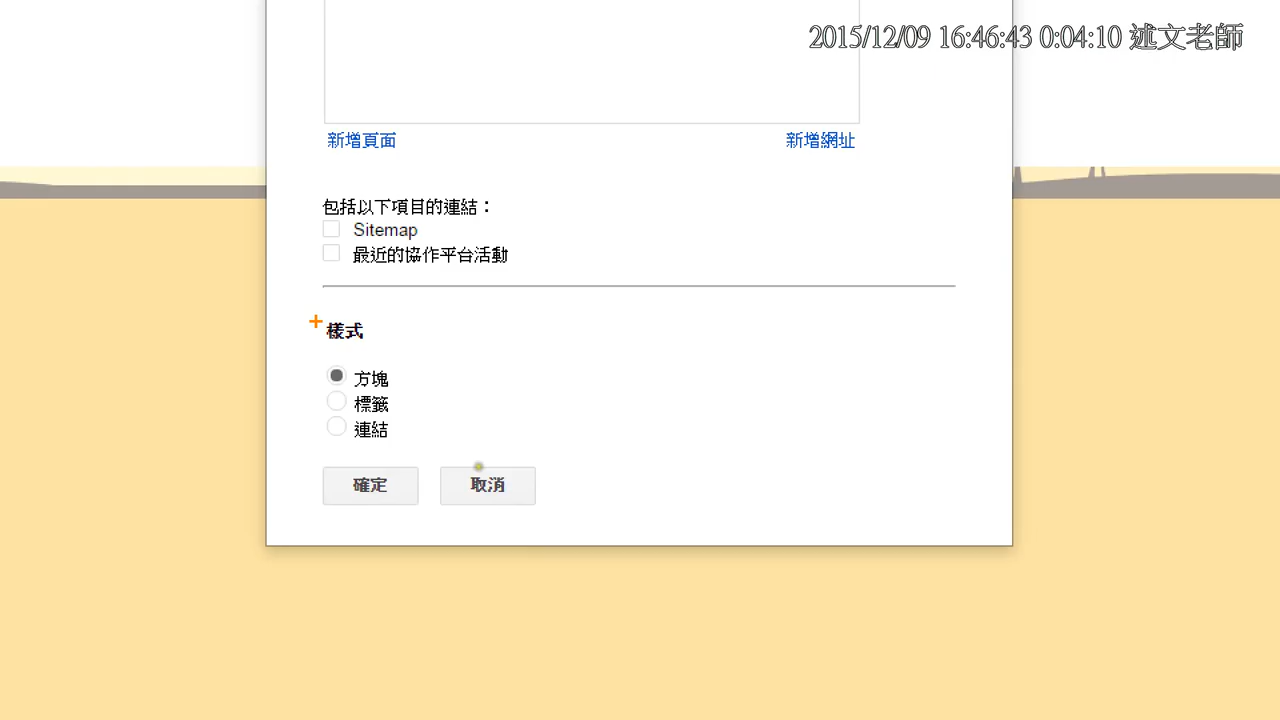 2015/12/09 16:46:43 0:04:10 述文老師
新增頁面 新增網址
包括以下項目的連結：
Sitemap
最近的協作平台活動
樣式
方塊
標籤
連結
確定 取消